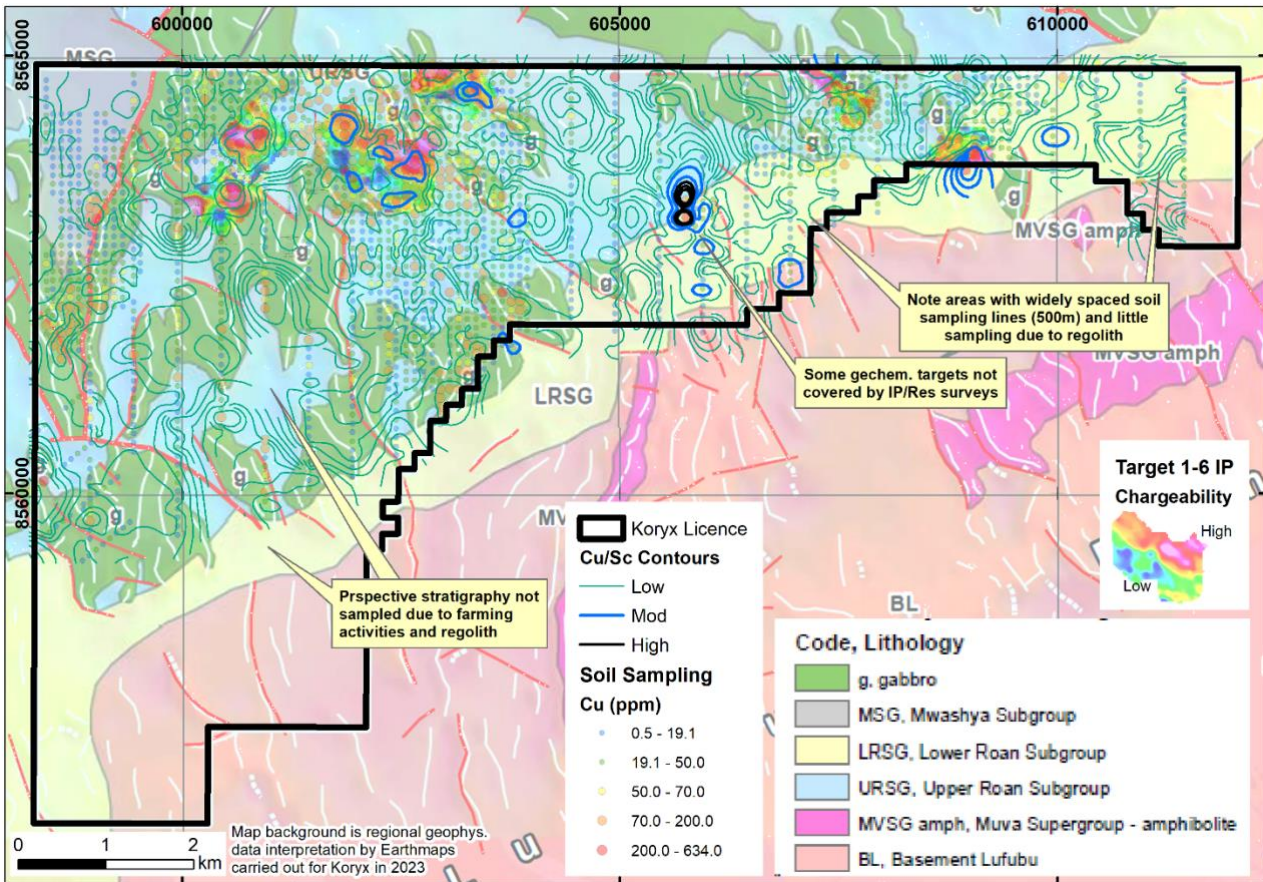 600000
605000
610000
8565000
8560000
MSG
URSG
g
g
g
g
g
g
g
g
g
g
g
g
MVSG amph
MVSG amph
LRSG
BL
Note areas with widely spaced soil
sampling lines (500m) and little
sampling due to regolith
Some gechem. targets not
covered by IP/Res surveys
Prspective stratigraphy not
sampled due to farming
activities and regolith
Target 1-6 IP
Chargeability
High
Low
Koryx Licence
Cu/Sc Contours
Low
Mod
High
Soil Sampling
Cu (ppm)
0.5 - 19.1
19.1 - 50.0
50.0 - 70.0
70.0 - 200.0
200.0 - 634.0
Code, Lithology
g, gabbro
MSG, Mwashya Subgroup
LRSG, Lower Roan Subgroup
URSG, Upper Roan Subgroup
MVSG amph, Muva Supergroup - amphibolite
BL, Basement Lufubu
0 1 2
km
Map background is regional geophys.
data interpretation by Earthmaps
carried out for Koryx in 2023